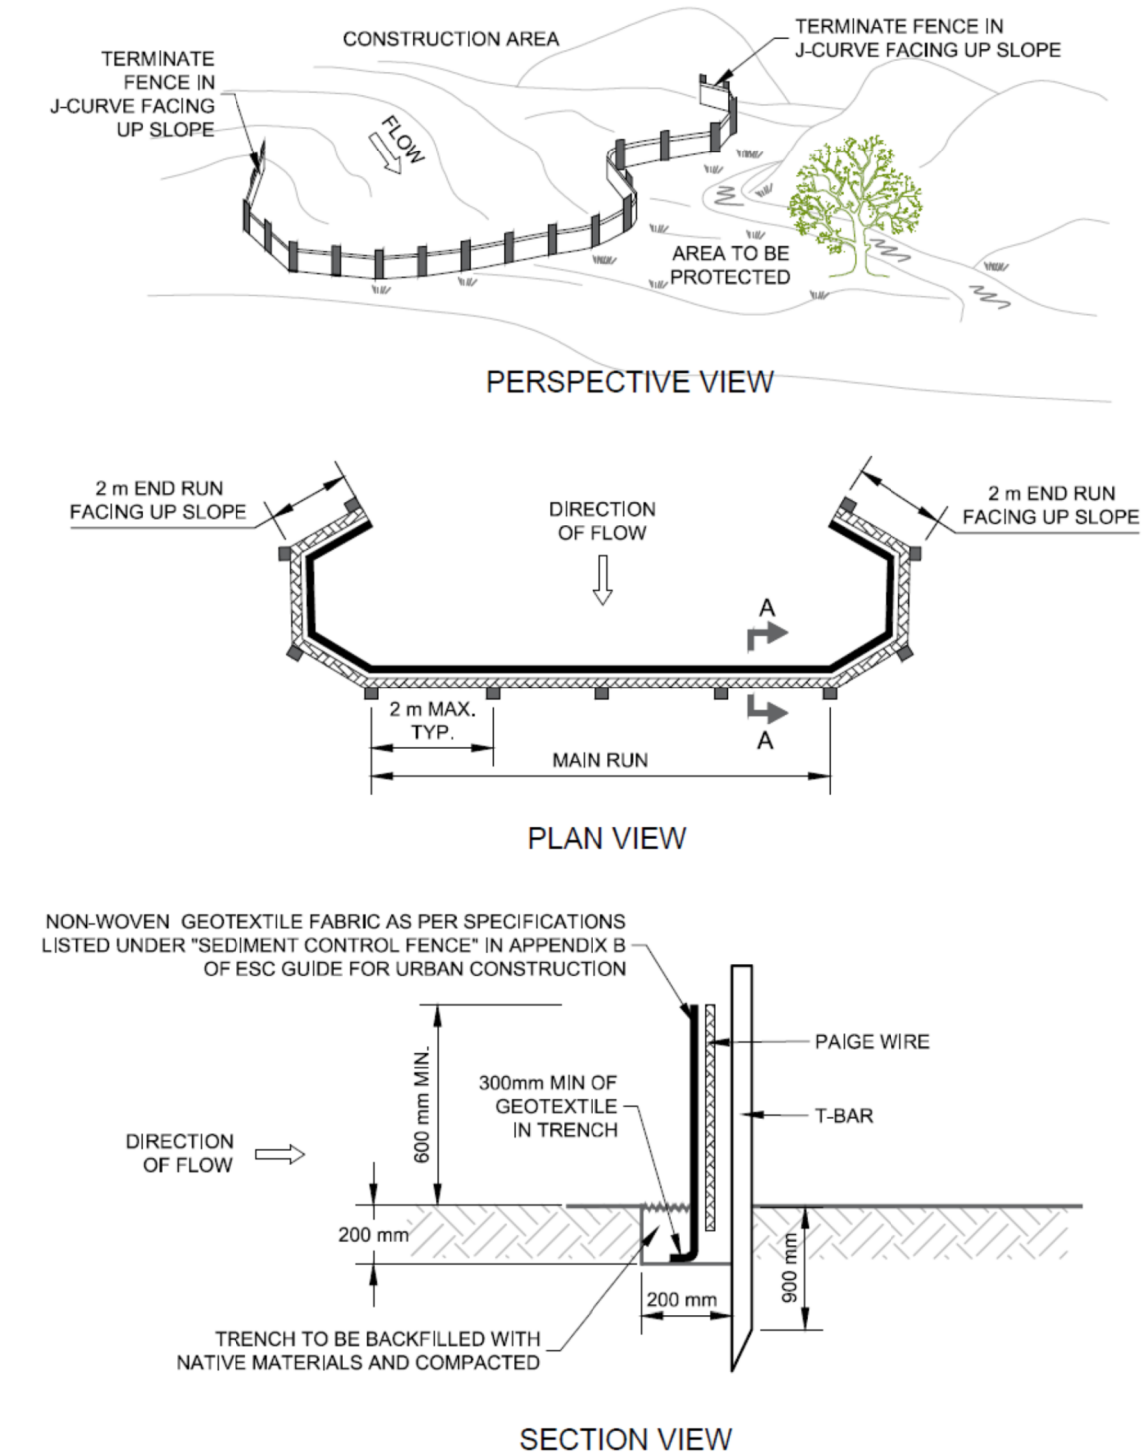 CONSTRUCTION AREA
TERMINATE FENCE IN
J-CURVE FACING UP SLOPE
TERMINATE
FENCE IN
J-CURVE FACING
UP SLOPE
FLOW
AREA TO BE
PROTECTED
PERSPECTIVE VIEW
2 m END RUN
FACING UP SLOPE
DIRECTION
OF FLOW
2 m END RUN
FACING UP SLOPE
A
2 m MAX.
TYP.
A
MAIN RUN
PLAN VIEW
NON-WOVEN GEOTEXTILE FABRIC AS PER SPECIFICATIONS
LISTED UNDER "SEDIMENT CONTROL FENCE" IN APPENDIX B
OF ESC GUIDE FOR URBAN CONSTRUCTION
PAIGE WIRE
600 mm MIN.
300mm MIN OF
GEOTEXTILE
IN TRENCH
T-BAR
DIRECTION
OF FLOW
200 mm
900 mm
200 mm
TRENCH TO BE BACKFILLED WITH
NATIVE MATERIALS AND COMPACTED
SECTION VIEW